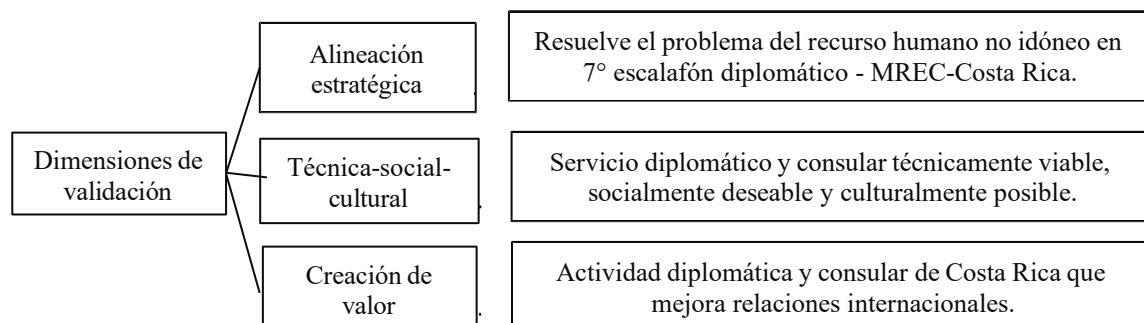 Alineación
estratégica
Resuelve el problema del recurso humano no idóneo en
7° escalafón diplomático - MREC-Costa Rica.
Dimensiones de
validación
Técnica-social-
cultural
Servicio diplomático y consular técnicamente viable,
socialmente deseable y culturalmente posible.
Creación de
valor
Actividad diplomática y consular de Costa Rica que
mejora relaciones internacionales.